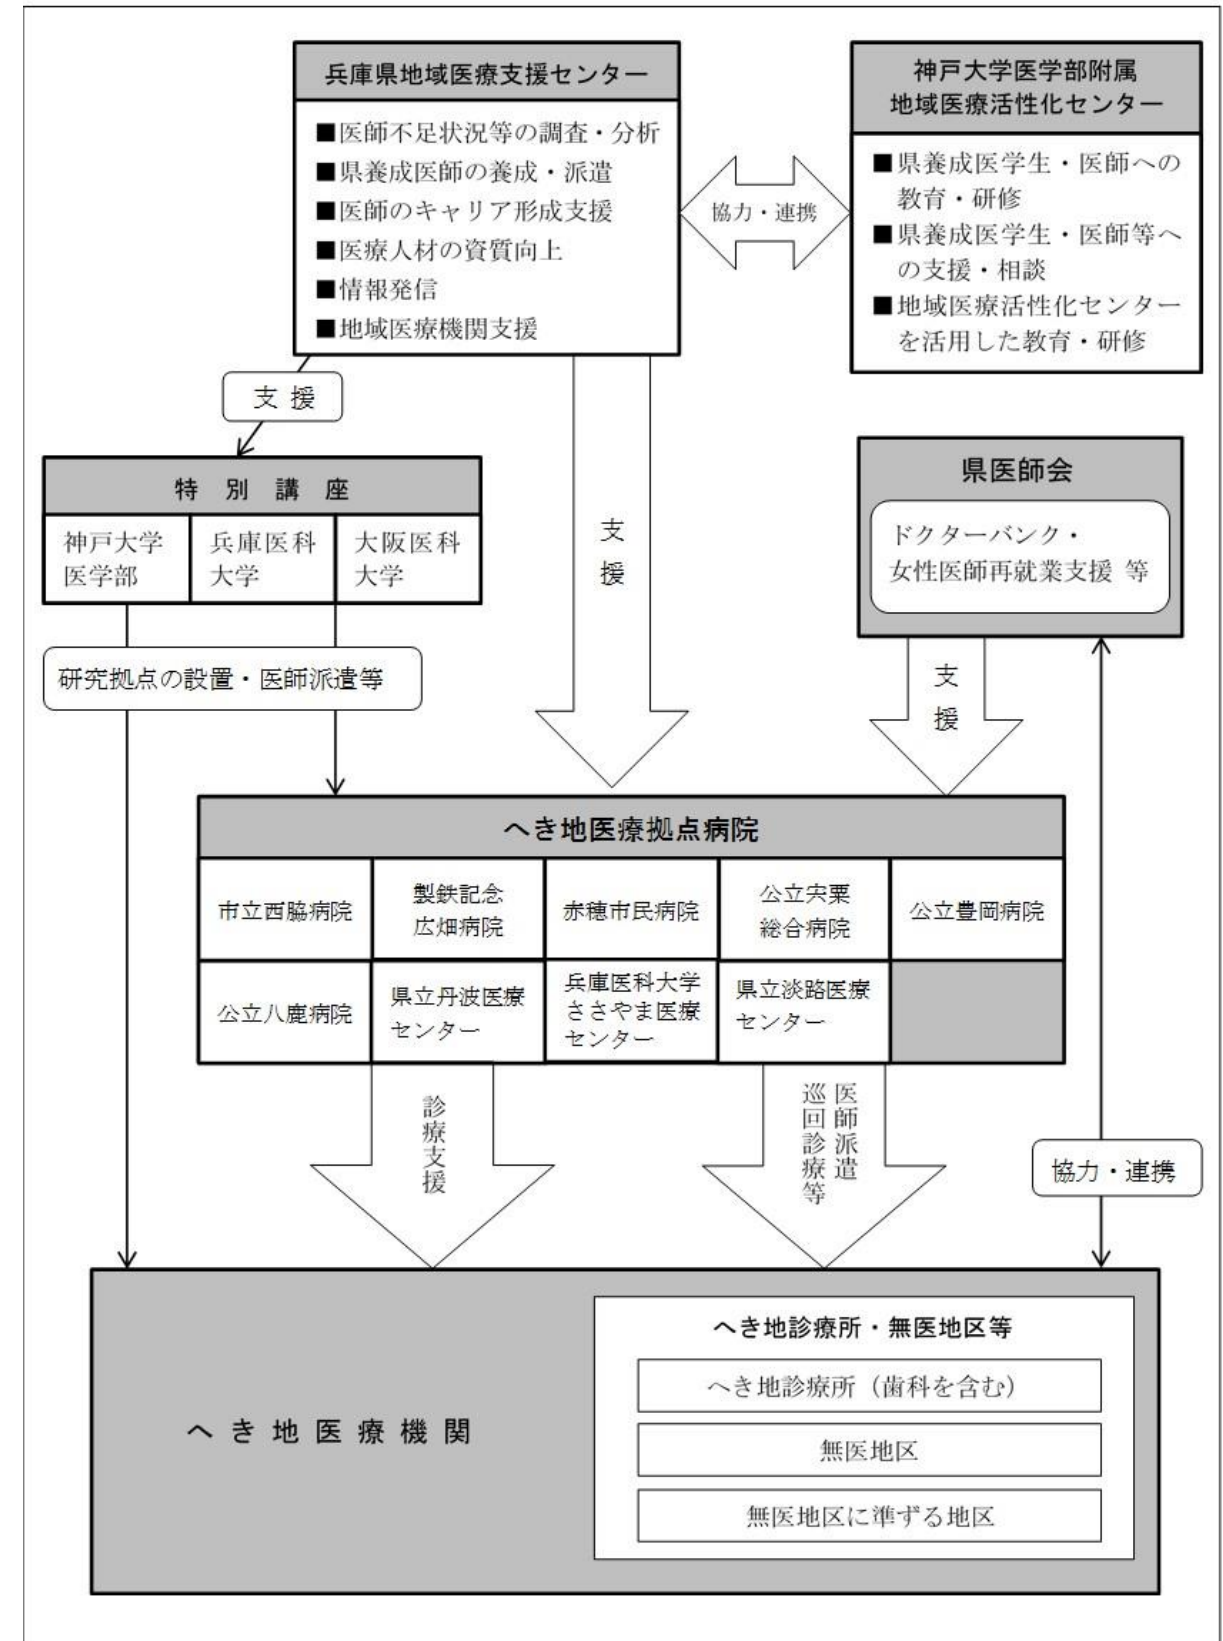 兵庫県地域医療支援センター
■医師不足状況等の調査・分析
■県養成医師の養成・派遣
■医師のキャリア形成支援
■医療人材の資質向上
■情報発信
■地域医療機関支援
協力・連携
神戸大学医学部附属
地域医療活性化センター
■県養成医学生・医師への
教育・研修
■県養成医学生・医師等へ
の支援・相談
■地域医療活性化センター
を活用した教育・研修
支 援
特 別 講 座
神戸大学
医学部
兵庫医科
大学
大阪医科
大学
支
援
県医師会
ドクターバンク・
女性医師再就業支援 等
研究拠点の設置・医師派遣等
支
援
へき地医療拠点病院
市立西脇病院
製鉄記念
広畑病院
赤穂市民病院
公立宍粟
総合病院
公立豊岡病院
公立八鹿病院
県立丹波医療
センター
兵庫医科大学
ささやま医療
センター
県立淡路医療
センター
診療支援
医師派遣
巡回診療等
協力・連携
へ き 地 医 療 機 関
へき地診療所・無医地区等
へき地診療所（歯科を含む）
無医地区
無医地区に準ずる地区